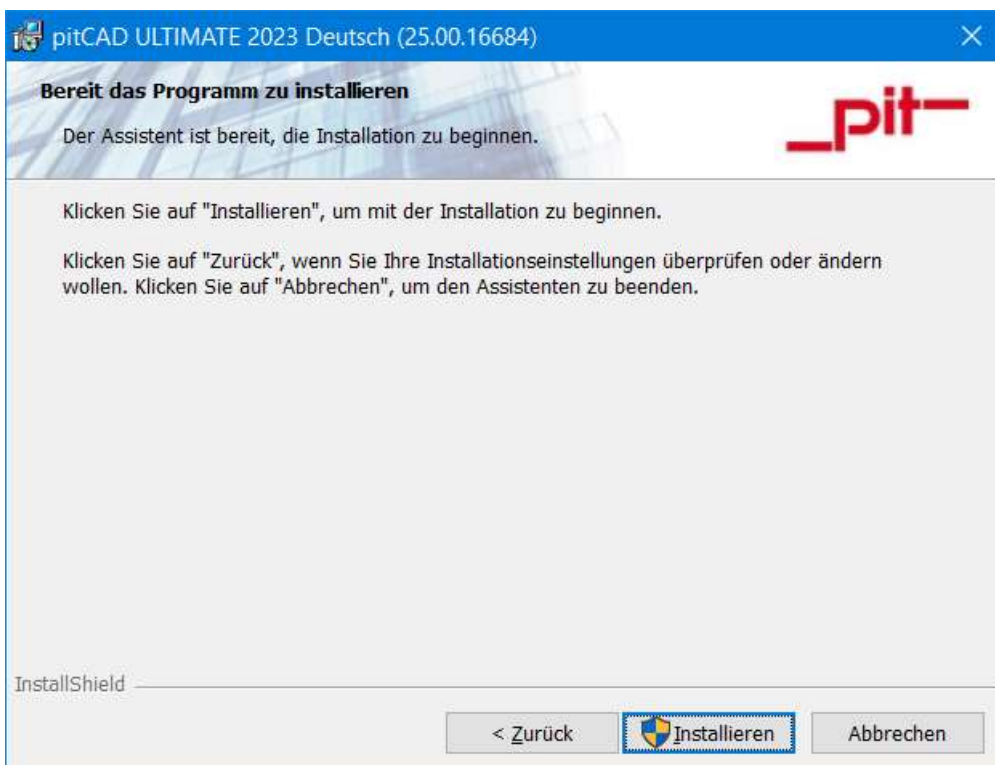 pitCAD ULTIMATE 2023 Deutsch (25.00.16684)
Bereit das Programm zu installieren
Der Assistent ist bereit, die Installation zu beginnen.
_pit—
Klicken Sie auf "Installieren", um mit der Installation zu beginnen.
Klicken Sie auf "Zurück", wenn Sie Ihre Installationseinstellungen überprüfen oder ändern
wollen. Klicken Sie auf "Abbrechen", um den Assistenten zu beenden.
InstallShield
< Zurück Installieren Abbrechen